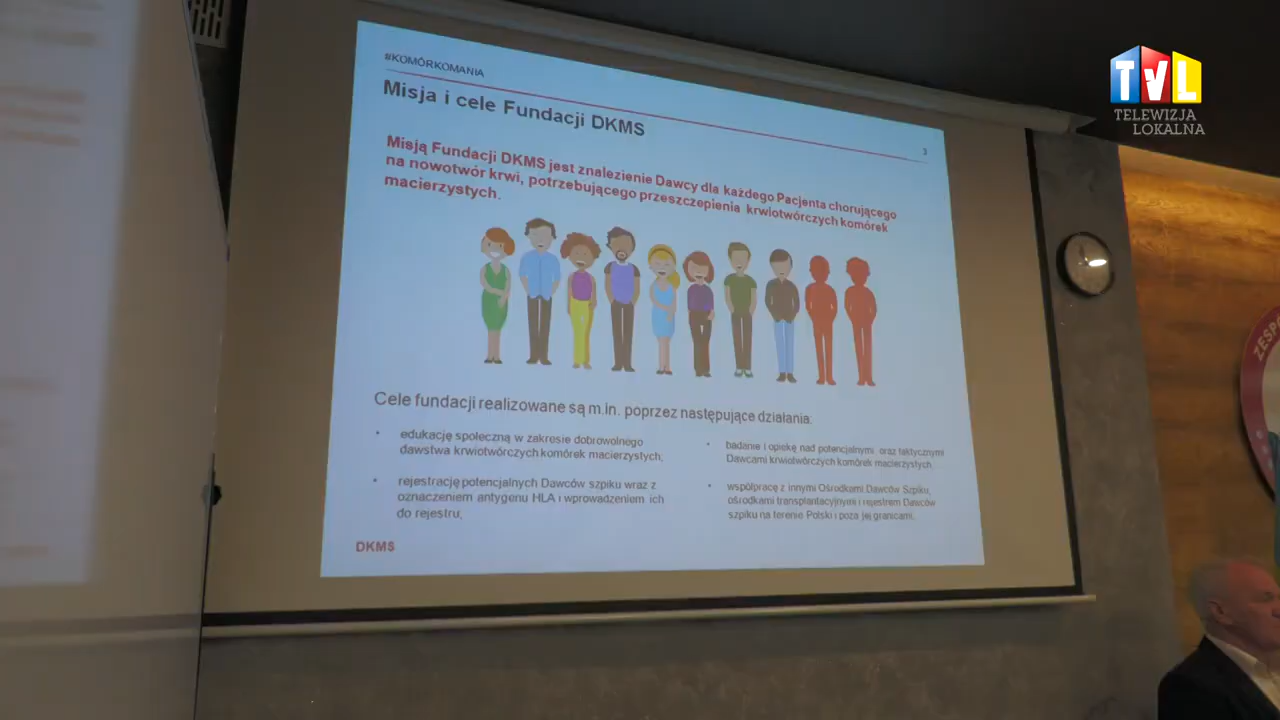 TVL
TELEWIZJA
LOKALNA
#KOMÓRKOMANIA
Misja i cele Fundacji DKMS
3
Misją Fundacji DKMS jest znalezienie Dawcy dla każdego Pacjenta chorującego
na nowotwór krwi, potrzebującego przeszczepienia krwiotwórczych komórek
macierzystych.
Cele fundacji realizowane są m.in. poprzez następujące działania:
• edukację społeczną w zakresie dobrowolnego
dawstwa krwiotwórczych komórek macierzystych,
• rejestrację potencjalnych Dawców szpiku wraz z
oznaczeniem antygenu HLA i wprowadzeniem ich
do rejestru,
• badanie i opiekę nad potencjalnymi oraz faktycznymi
Dawcami krwiotwórczych komórek macierzystych,
• współpracę z innymi Ośrodkami Dawców Szpiku,
ośrodkami transplantacyjnymi i rejestrem Dawców
szpiku na terenie Polski i poza jej granicami.
DKMS
ZESP